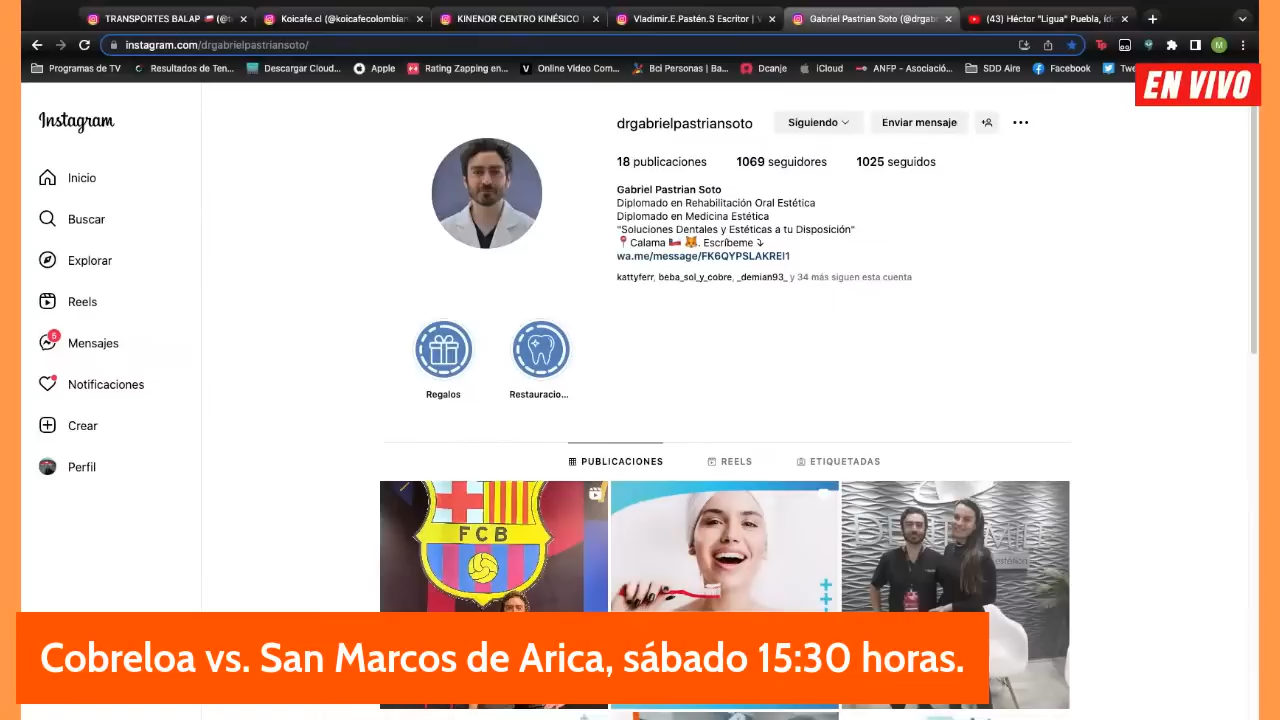 TRANSPORTES BALAP
Koicafe.cl (@koicafecolombian
KINENOR CENTRO KINÉSICO
Vladimir.E.Pastén.S Escritor |
Gabriel Pastrian Soto (@drgab
(43) Héctor "Ligua" Puebla, íd
instagram.com/drgabrielpastriansoto/
M
Programas de TV
Resultados de Ten...
Descargar Cloud...
Apple
Rating Zapping en...
Online Video Com...
Bci Personas | Ba...
Dcanje
iCloud
ANFP - Asociació...
SDD Aire
Facebook
Twe
EN VIVO
Instagram
Inicio
Buscar
Explorar
Reels
5
Mensajes
Notificaciones
Crear
Perfil
drgabrielpastriansoto
Siguiendo
Enviar mensaje
18 publicaciones
1069 seguidores
1025 seguidos
Gabriel Pastrian Soto
Diplomado en Rehabilitación Oral Estética
Diplomado en Medicina Estética
"Soluciones Dentales y Estéticas a tu Disposición"
📍Calama 🇨🇱 🦊. Escríbeme ⤵
wa.me/message/FK6QYPSLAKREI1
kattyferr, beba_sol_y_cobre, _demian93_ y 34 más siguen esta cuenta
Regalos
Restauracio...
PUBLICACIONES
REELS
ETIQUETADAS
FCB
Cobreloa vs. San Marcos de Arica, sábado 15:30 horas.